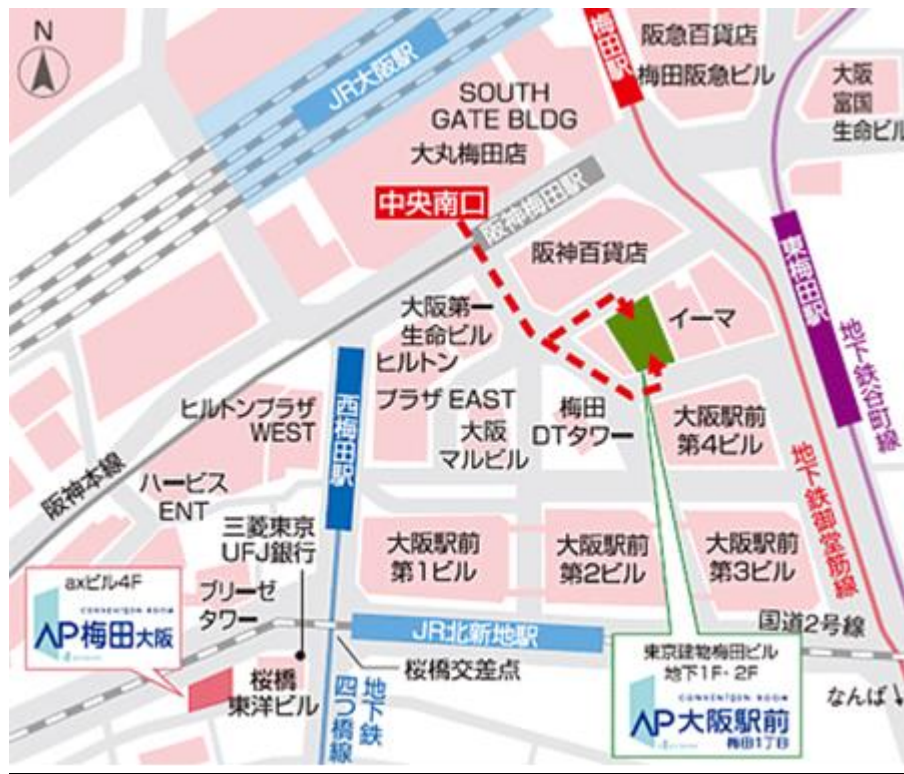 N
JR大阪駅
梅田駅
阪急百貨店
梅田阪急ビル
大阪
富国
生命ビル
SOUTH
GATE BLDG
大丸梅田店
中央南口
阪神梅田駅
阪神百貨店
東梅田駅
地下鉄谷町線
イーマ
大阪第一
生命ビル
ヒルトン
プラザ EAST
西梅田駅
ヒルトンプラザ
WEST
大阪
マルビル
梅田
DTタワー
大阪駅前
第4ビル
地下鉄御堂筋線
阪神本線
ハービス
ENT
三菱東京
UFJ銀行
大阪駅前
第1ビル
大阪駅前
第2ビル
大阪駅前
第3ビル
axビル4F
CONVENTION ROOM
AP梅田大阪
ブリーゼ
タワー
JR北新地駅
国道2号線
桜橋
東洋ビル
桜橋交差点
地下鉄
四つ橋線
東京建物梅田ビル
地下1F・2F
CONVENTION ROOM
AP大阪駅前
梅田1丁目
なんば